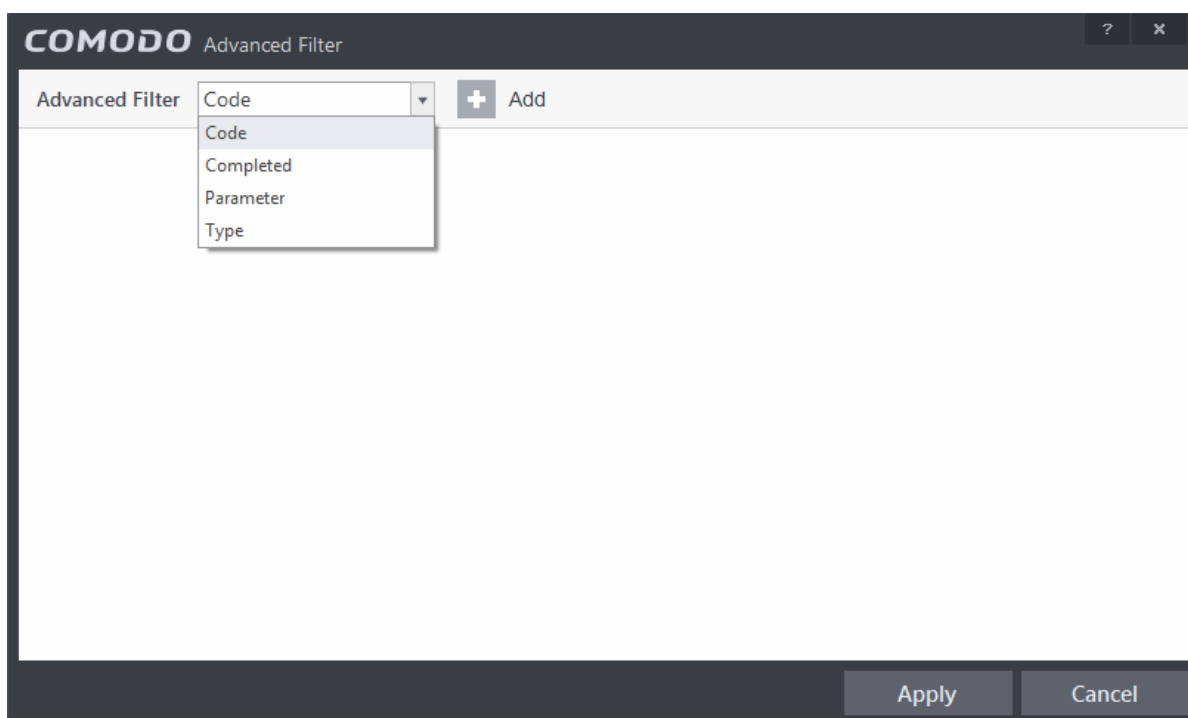 COMODO Advanced Filter ? ×
Advanced Filter Code + Add
Code
Completed
Parameter
Type
Apply Cancel